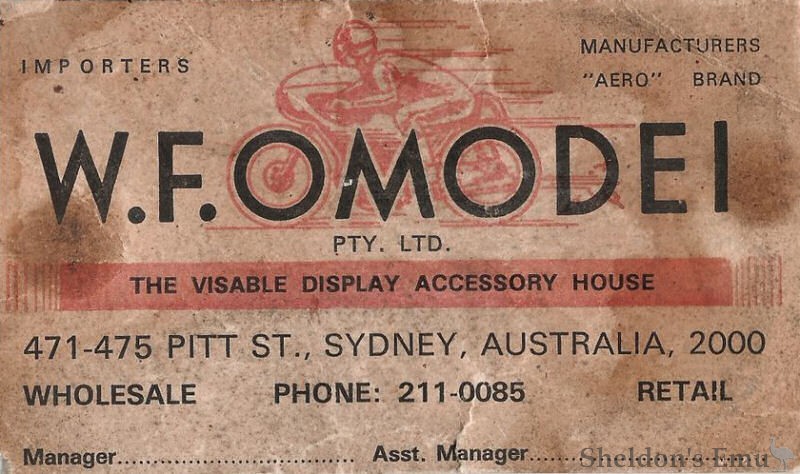 IMPORTERS
MANUFACTURERS
"AERO" BRAND
W.F.OMODEI
PTY. LTD.
THE VISABLE DISPLAY ACCESSORY HOUSE
471-475 PITT ST., SYDNEY, AUSTRALIA, 2000
WHOLESALE PHONE: 211-0085 RETAIL
Manager.................................. Asst. Manager..................................
Sheldon's Emu